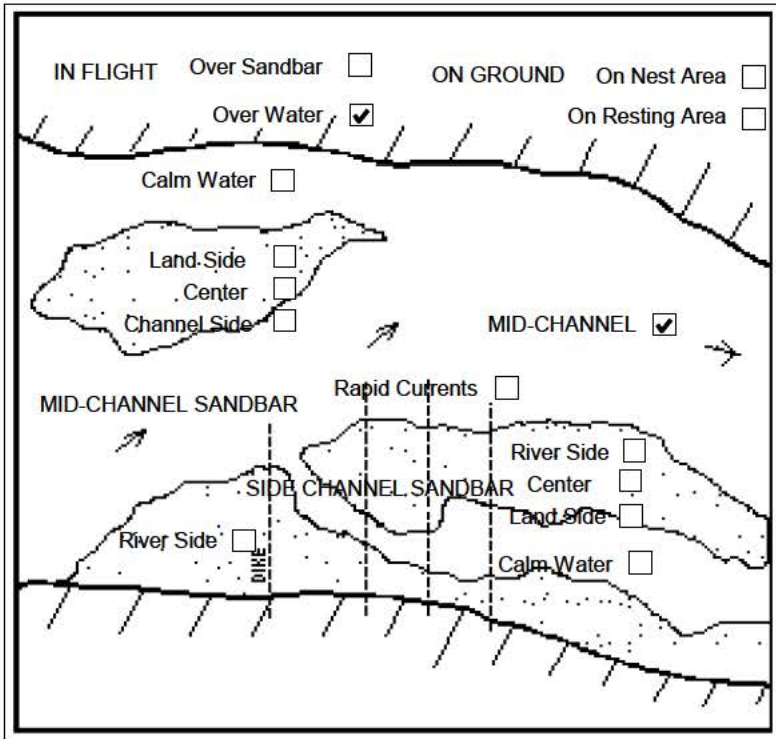 IN FLIGHT Over Sandbar ON GROUND On Nest Area
Over Water On Resting Area
Calm Water
Land Side
Center
Channel Side
MID-CHANNEL
Rapid Currents
MID-CHANNEL SANDBAR
River Side
SIDE CHANNEL SANDBAR
Center
Land Side
River Side
DIKE
Calm Water